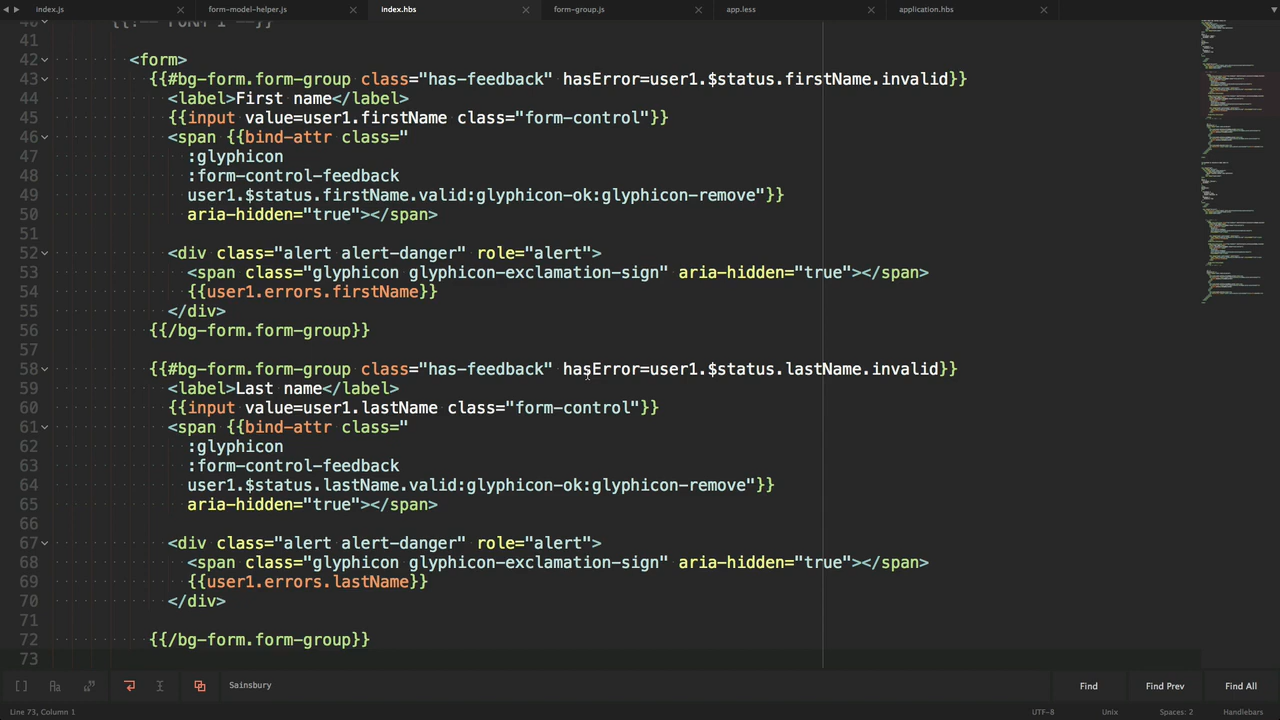 index.js form-model-helper.js index.hbs form-group.js app.less application.hbs
40 {{!-- FORM 1 --}}
41
42 <form>
43 {{#bg-form.form-group class="has-feedback" hasError=user1.$status.firstName.invalid}}
44 <label>First name</label>
45 {{input value=user1.firstName class="form-control"}}
46 <span {{bind-attr class="
47 :glyphicon
48 :form-control-feedback
49 user1.$status.firstName.valid:glyphicon-ok:glyphicon-remove"}}
50 aria-hidden="true"></span>
51
52 <div class="alert alert-danger" role="alert">
53 <span class="glyphicon glyphicon-exclamation-sign" aria-hidden="true"></span>
54 {{user1.errors.firstName}}
55 </div>
56 {{/bg-form.form-group}}
57
58 {{#bg-form.form-group class="has-feedback" hasError=user1.$status.lastName.invalid}}
59 <label>Last name</label>
60 {{input value=user1.lastName class="form-control"}}
61 <span {{bind-attr class="
62 :glyphicon
63 :form-control-feedback
64 user1.$status.lastName.valid:glyphicon-ok:glyphicon-remove"}}
65 aria-hidden="true"></span>
66
67 <div class="alert alert-danger" role="alert">
68 <span class="glyphicon glyphicon-exclamation-sign" aria-hidden="true"></span>
69 {{user1.errors.lastName}}
70 </div>
71
72 {{/bg-form.form-group}}
73
Aa Sainsbury Find Find Prev Find All
Line 73, Column 1 UTF-8 Unix Spaces: 2 Handlebars